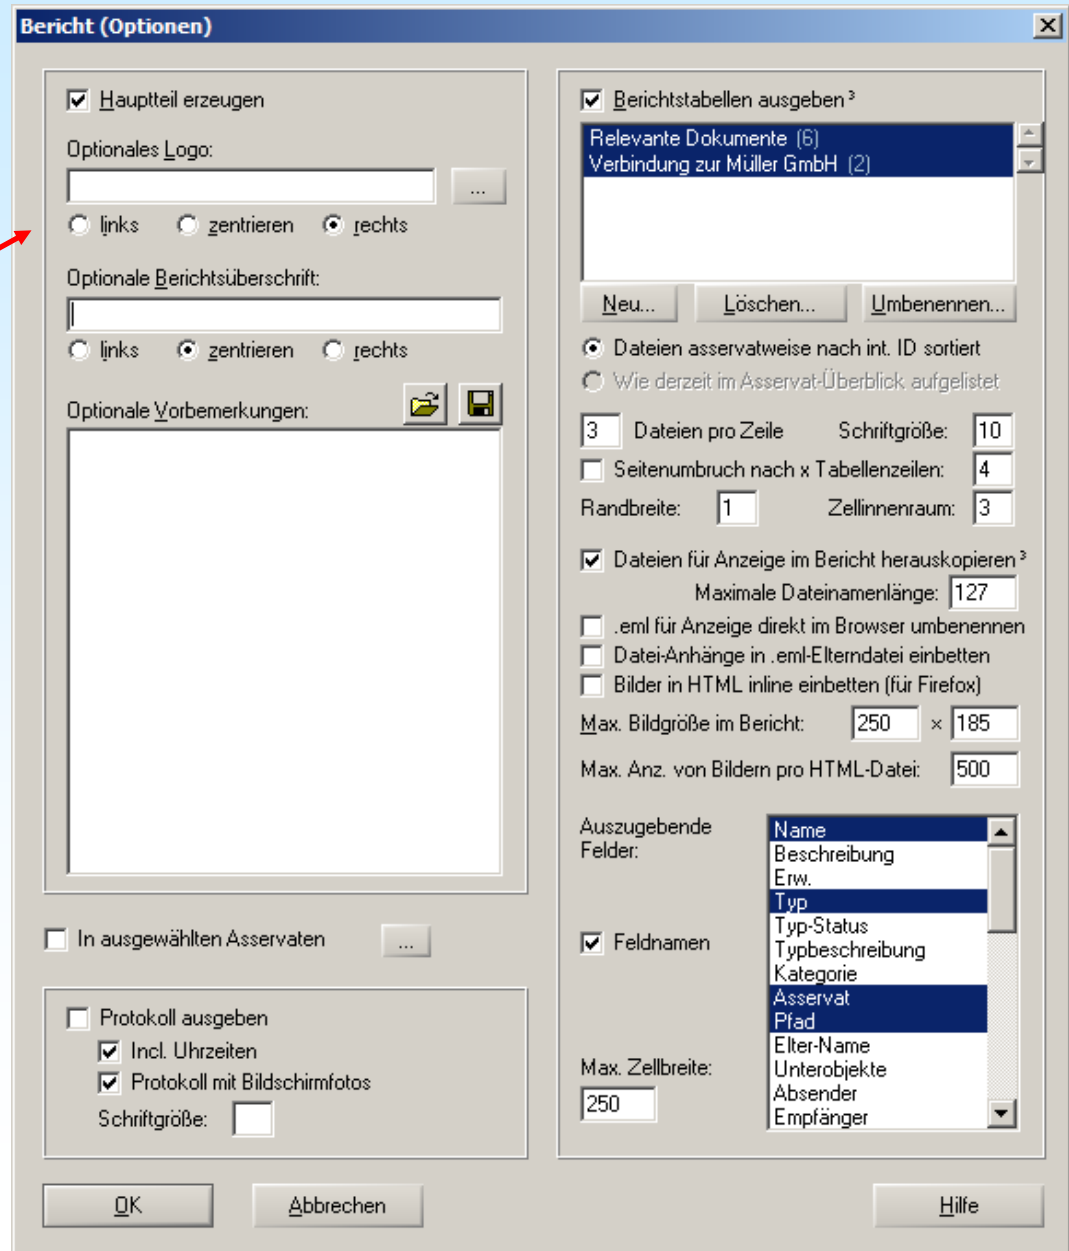 Bericht (Optionen)
Hauptteil erzeugen
Optionales Logo:
...
links zentrieren rechts
Optionale Berichtsüberschrift:
links zentrieren rechts
Optionale Vorbemerkungen:
In ausgewählten Asservaten ...
Protokoll ausgeben
Incl. Uhrzeiten
Protokoll mit Bildschirmfotos
Schriftgröße:
Berichtstabellen ausgeben ³
Relevante Dokumente (6)
Verbindung zur Müller GmbH (2)
Neu... Löschen... Umbenennen...
Dateien asservatweise nach int. ID sortiert
Wie derzeit im Asservat-Überblick aufgelistet
3 Dateien pro Zeile Schriftgröße: 10
Seitenumbruch nach x Tabellenzeilen: 4
Randbreite: 1 Zellinnenraum: 3
Dateien für Anzeige im Bericht herauskopieren ³
Maximale Dateinamenlänge: 127
.eml für Anzeige direkt im Browser umbenennen
Datei-Anhänge in .eml-Elterndatei einbetten
Bilder in HTML inline einbetten (für Firefox)
Max. Bildgröße im Bericht: 250 × 185
Max. Anz. von Bildern pro HTML-Datei: 500
Auszugebende
Felder:
Feldnamen
Max. Zellbreite:
250
Name
Beschreibung
Erw.
Typ
Typ-Status
Typbeschreibung
Kategorie
Asservat
Pfad
Elter-Name
Unterobjekte
Absender
Empfänger
OK Abbrechen Hilfe